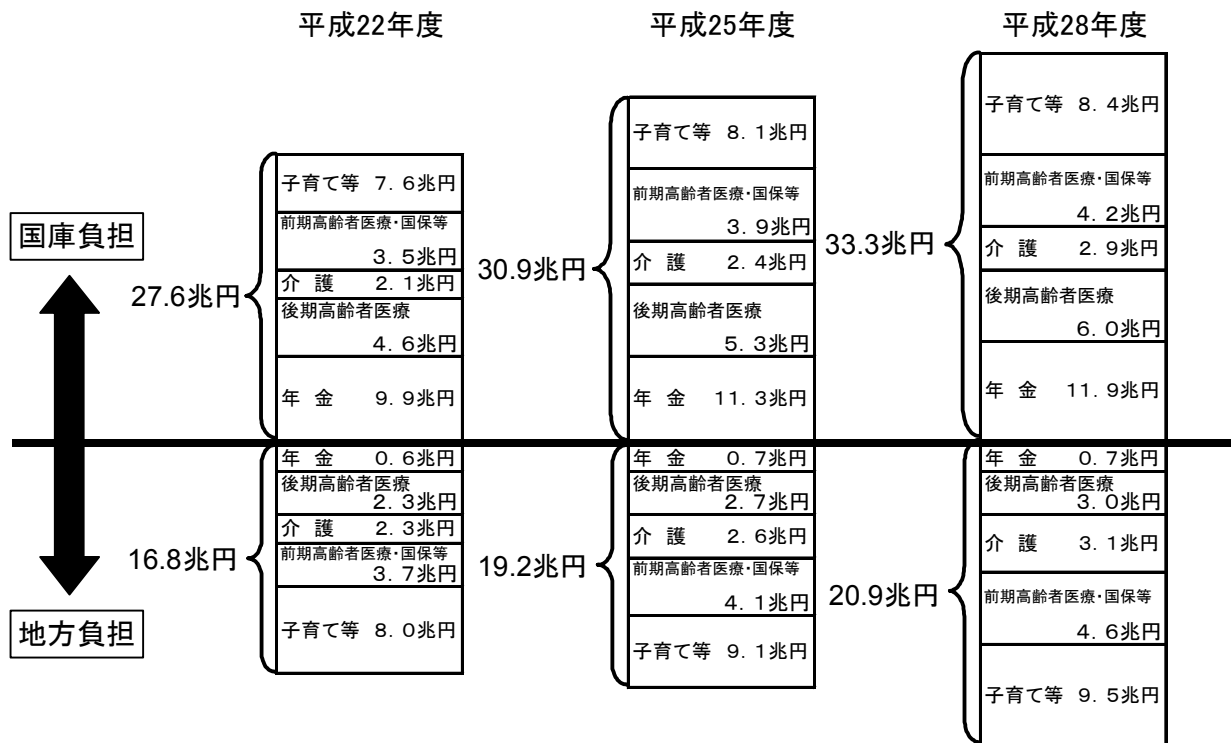 平成22年度
平成25年度
平成28年度
国庫負担
地方負担
27.6兆円
子育て等 ７．６兆円
前期高齢者医療・国保等
３．５兆円
介 護 ２．１兆円
後期高齢者医療
４．６兆円
年 金 ９．９兆円
16.8兆円
年 金 ０．６兆円
後期高齢者医療
２．３兆円
介 護 ２．３兆円
前期高齢者医療・国保等
３．７兆円
子育て等 ８．０兆円
30.9兆円
子育て等 ８．１兆円
前期高齢者医療・国保等
３．９兆円
介 護 ２．４兆円
後期高齢者医療
５．３兆円
年 金 １１．３兆円
19.2兆円
年 金 ０．７兆円
後期高齢者医療
２．７兆円
介 護 ２．６兆円
前期高齢者医療・国保等
４．１兆円
子育て等 ９．１兆円
33.3兆円
子育て等 ８．４兆円
前期高齢者医療・国保等
４．２兆円
介 護 ２．９兆円
後期高齢者医療
６．０兆円
年 金 １１．９兆円
20.9兆円
年 金 ０．７兆円
後期高齢者医療
３．０兆円
介 護 ３．１兆円
前期高齢者医療・国保等
４．６兆円
子育て等 ９．５兆円